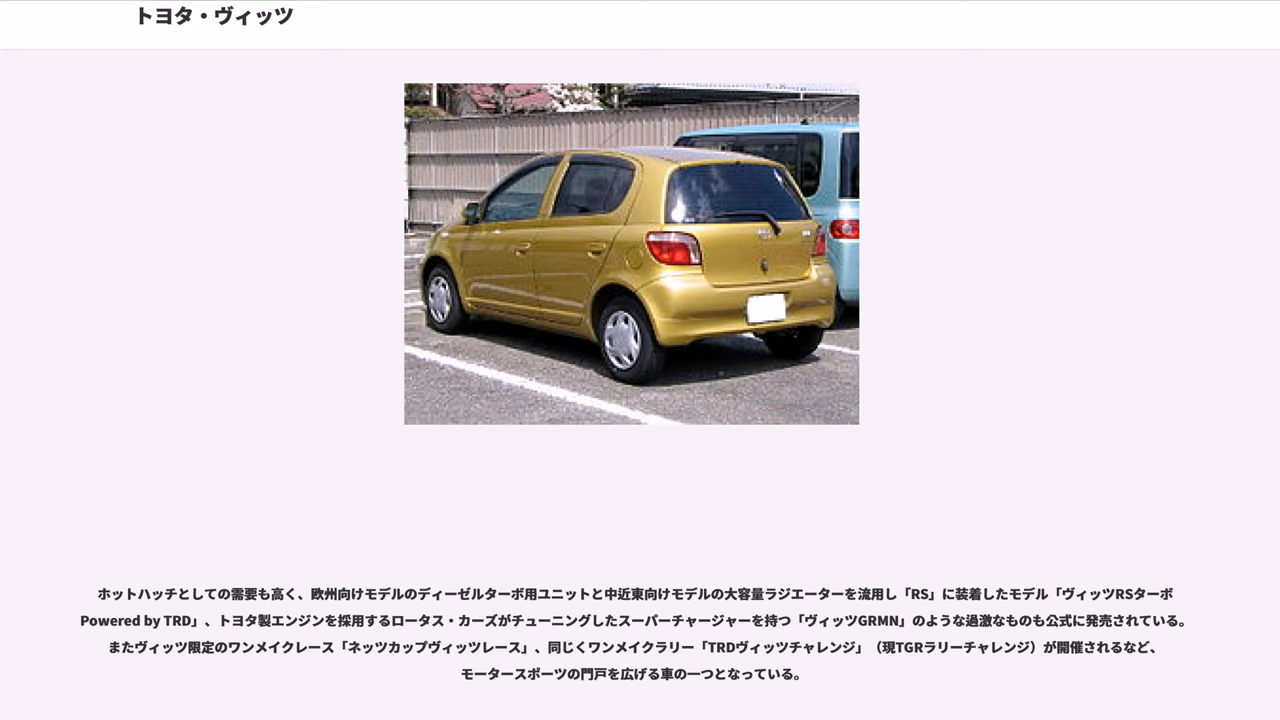 トヨタ・ヴィッツ
ホットハッチとしての需要も高く、欧州向けモデルのディーゼルターボ用ユニットと中近東向けモデルの大容量ラジエーターを流用し「RS」に装着したモデル「ヴィッツRSターボ
Powered by TRD」、トヨタ製エンジンを採用するロータス・カーズがチューニングしたスーパーチャージャーを持つ「ヴィッツGRMN」のような過激なものも公式に発売されている。
またヴィッツ限定のワンメイクレース「ネッツカップヴィッツレース」、同じくワンメイクラリー「TRDヴィッツチャレンジ」（現TGRラリーチャレンジ）が開催されるなど、
モータースポーツの門戸を広げる車の一つとなっている。